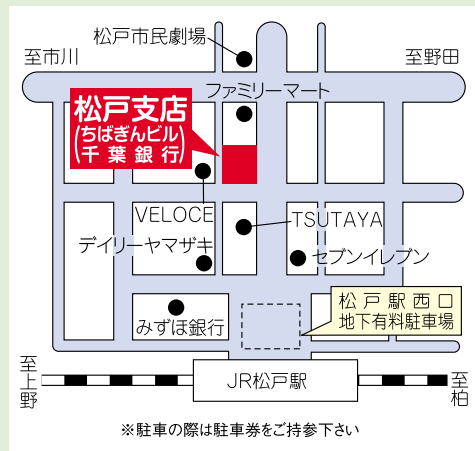 松戸市民劇場
至市川
至野田
ファミリーマート
松戸支店
(ちばぎんビル)
(千葉銀行)
VELOCE
TSUTAYA
デイリーヤマザキ
セブンイレブン
松戸駅西口
地下有料駐車場
みずほ銀行
至上野
JR松戸駅
至柏
※駐車の際は駐車券をご持参下さい